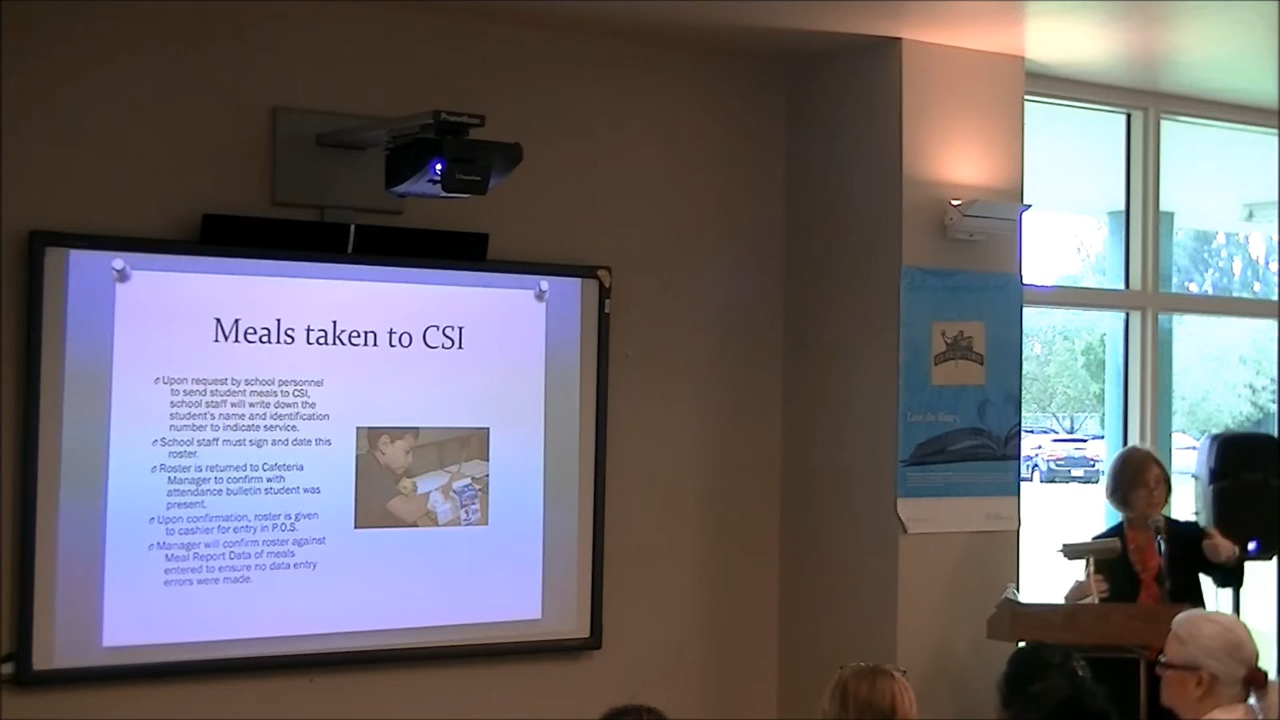 Promethean
Meals taken to CSI
Upon request by school personnel
to send student meals to CSI,
school staff will write down the
student's name and identification
number to indicate service.
School staff must sign and date this
roster.
Roster is returned to Cafeteria
Manager to confirm with
attendance bulletin student was
present.
Upon confirmation, roster is given
to cashier for entry in P.O.S.
Manager will confirm roster against
Meal Report Data of meals
entered to ensure no data entry
errors were made.